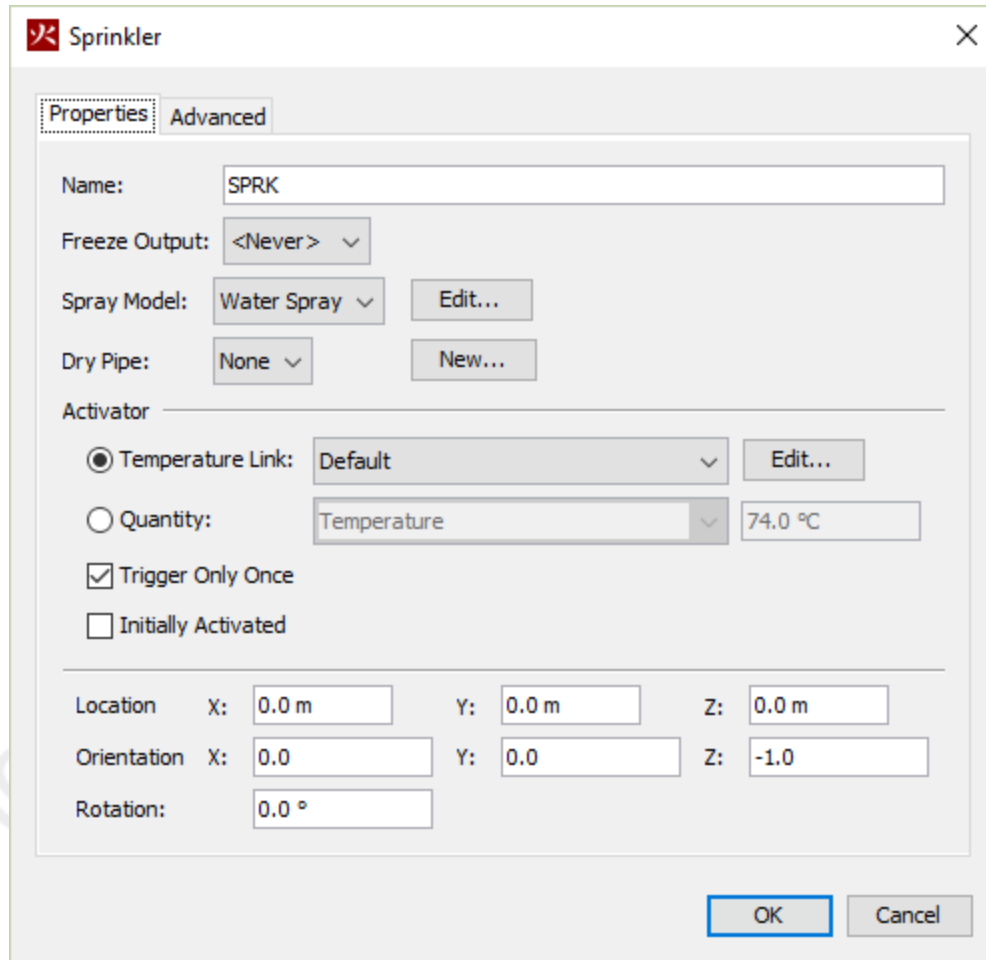 火 Sprinkler
Properties Advanced
Name: SPRK
Freeze Output: <Never>
Spray Model: Water Spray Edit...
Dry Pipe: None New...
Activator
Temperature Link: Default Edit...
Quantity: Temperature 74.0 °C
Trigger Only Once
Initially Activated
Location X: 0.0 m Y: 0.0 m Z: 0.0 m
Orientation X: 0.0 Y: 0.0 Z: -1.0
Rotation: 0.0 °
OK Cancel